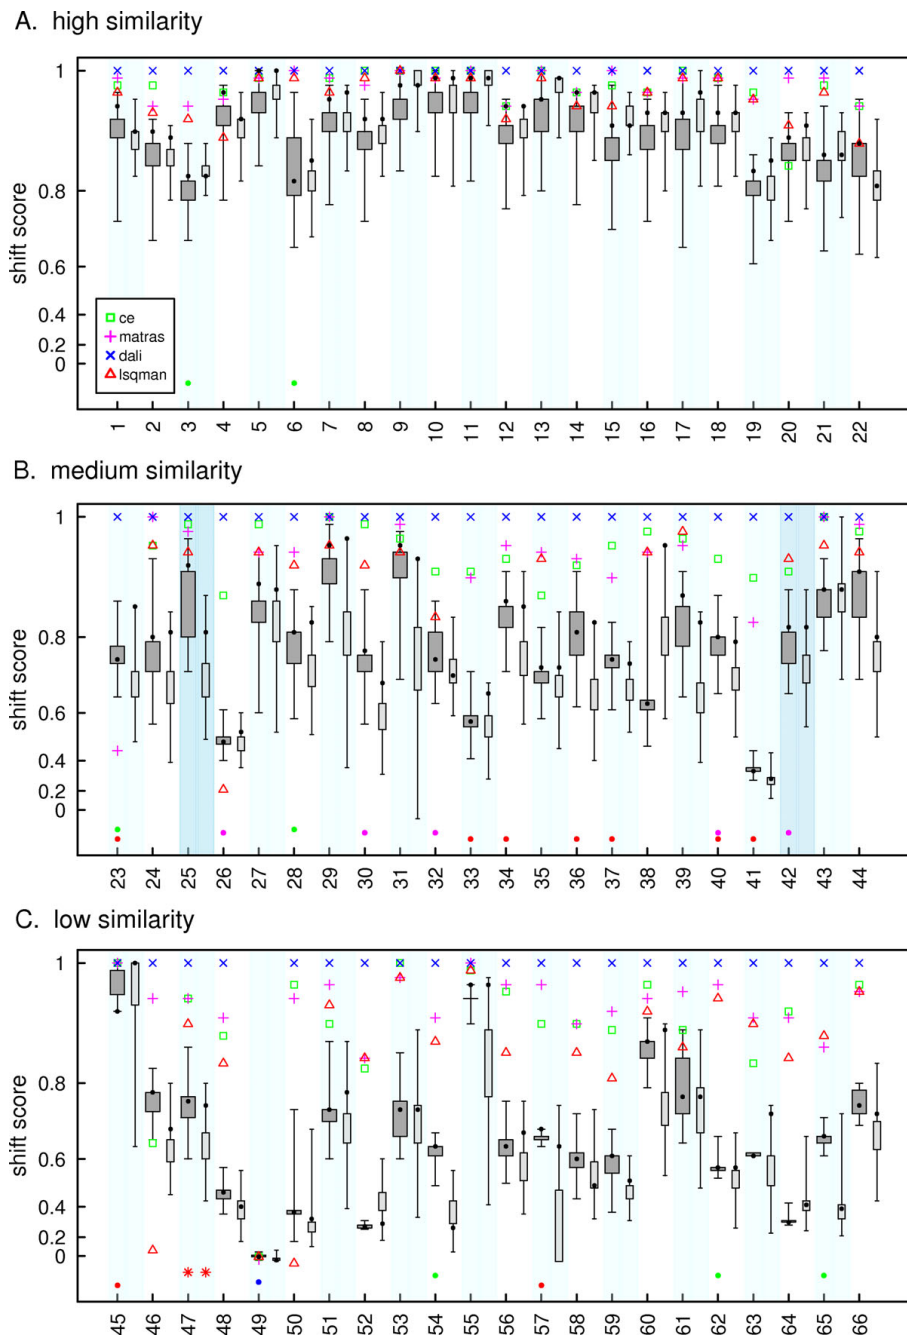 A. high similarity
shift score
1
0.8
0.6
0.4
0.2
0
ce
matras
dali
lsqman
1 2 3 4 5 6 7 8 9 10 11 12 13 14 15 16 17 18 19 20 21 22
B. medium similarity
shift score
1
0.8
0.6
0.4
0.2
0
23 24 25 26 27 28 29 30 31 32 33 34 35 36 37 38 39 40 41 42 43 44
C. low similarity
shift score
1
0.8
0.6
0.4
0.2
0
45 46 47 48 49 50 51 52 53 54 55 56 57 58 59 60 61 62 63 64 65 66